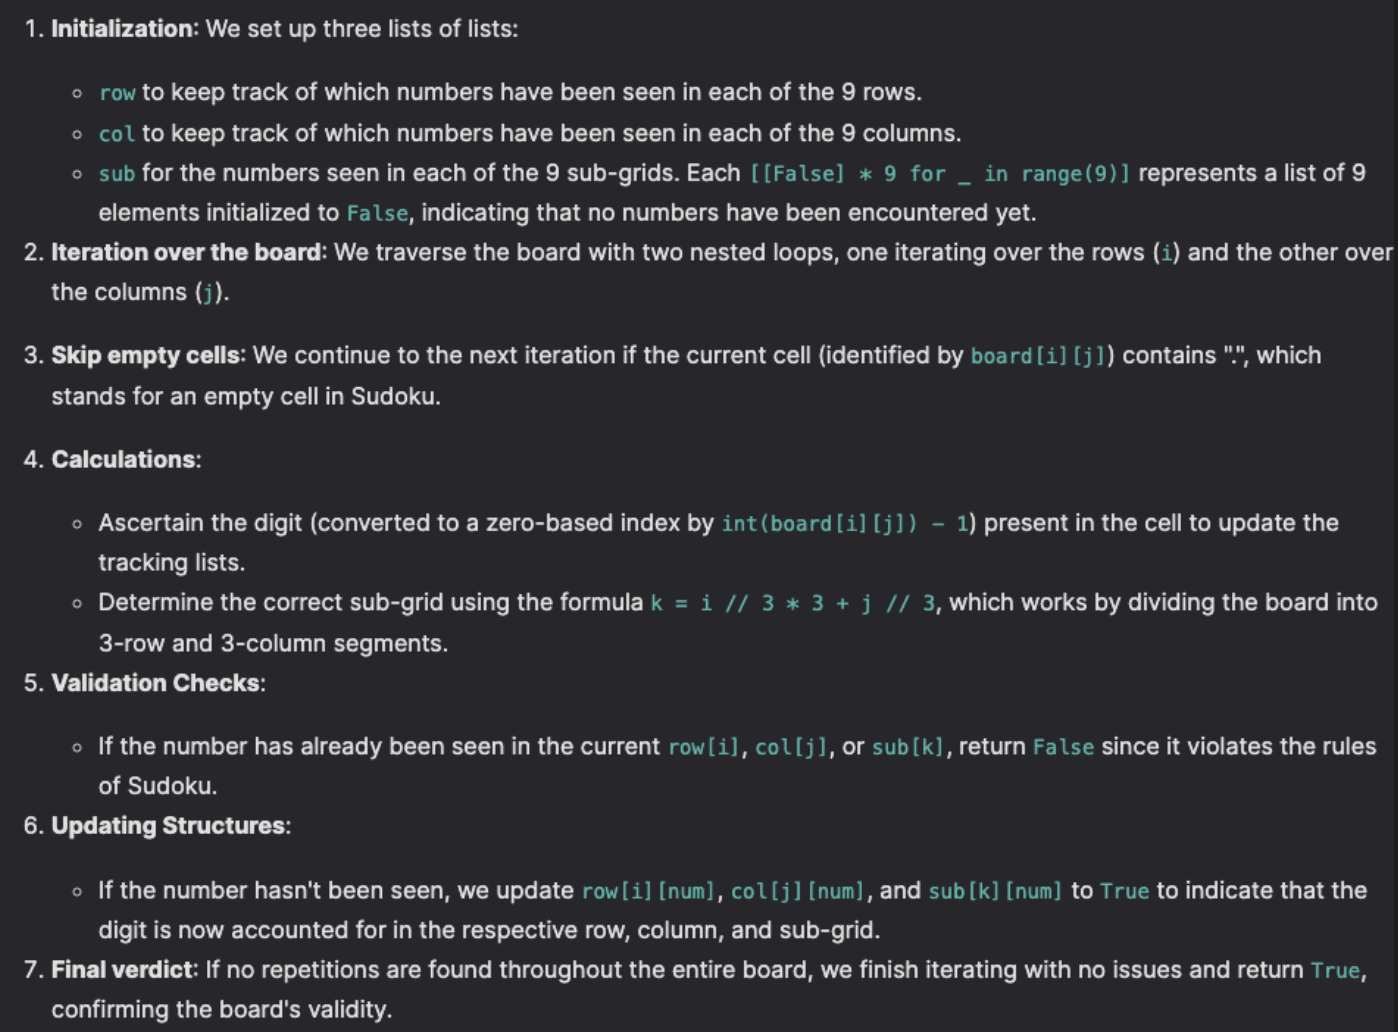 1. Initialization: We set up three lists of lists:
◦ row to keep track of which numbers have been seen in each of the 9 rows.
◦ col to keep track of which numbers have been seen in each of the 9 columns.
◦ sub for the numbers seen in each of the 9 sub-grids. Each [[False] * 9 for _ in range(9)] represents a list of 9
elements initialized to False, indicating that no numbers have been encountered yet.
2. Iteration over the board: We traverse the board with two nested loops, one iterating over the rows (i) and the other over
the columns (j).
3. Skip empty cells: We continue to the next iteration if the current cell (identified by board[i][j]) contains ".", which
stands for an empty cell in Sudoku.
4. Calculations:
◦ Ascertain the digit (converted to a zero-based index by int(board[i][j]) - 1) present in the cell to update the
tracking lists.
◦ Determine the correct sub-grid using the formula k = i // 3 * 3 + j // 3, which works by dividing the board into
3-row and 3-column segments.
5. Validation Checks:
◦ If the number has already been seen in the current row[i], col[j], or sub[k], return False since it violates the rules
of Sudoku.
6. Updating Structures:
◦ If the number hasn't been seen, we update row[i][num], col[j][num], and sub[k][num] to True to indicate that the
digit is now accounted for in the respective row, column, and sub-grid.
7. Final verdict: If no repetitions are found throughout the entire board, we finish iterating with no issues and return True,
confirming the board's validity.